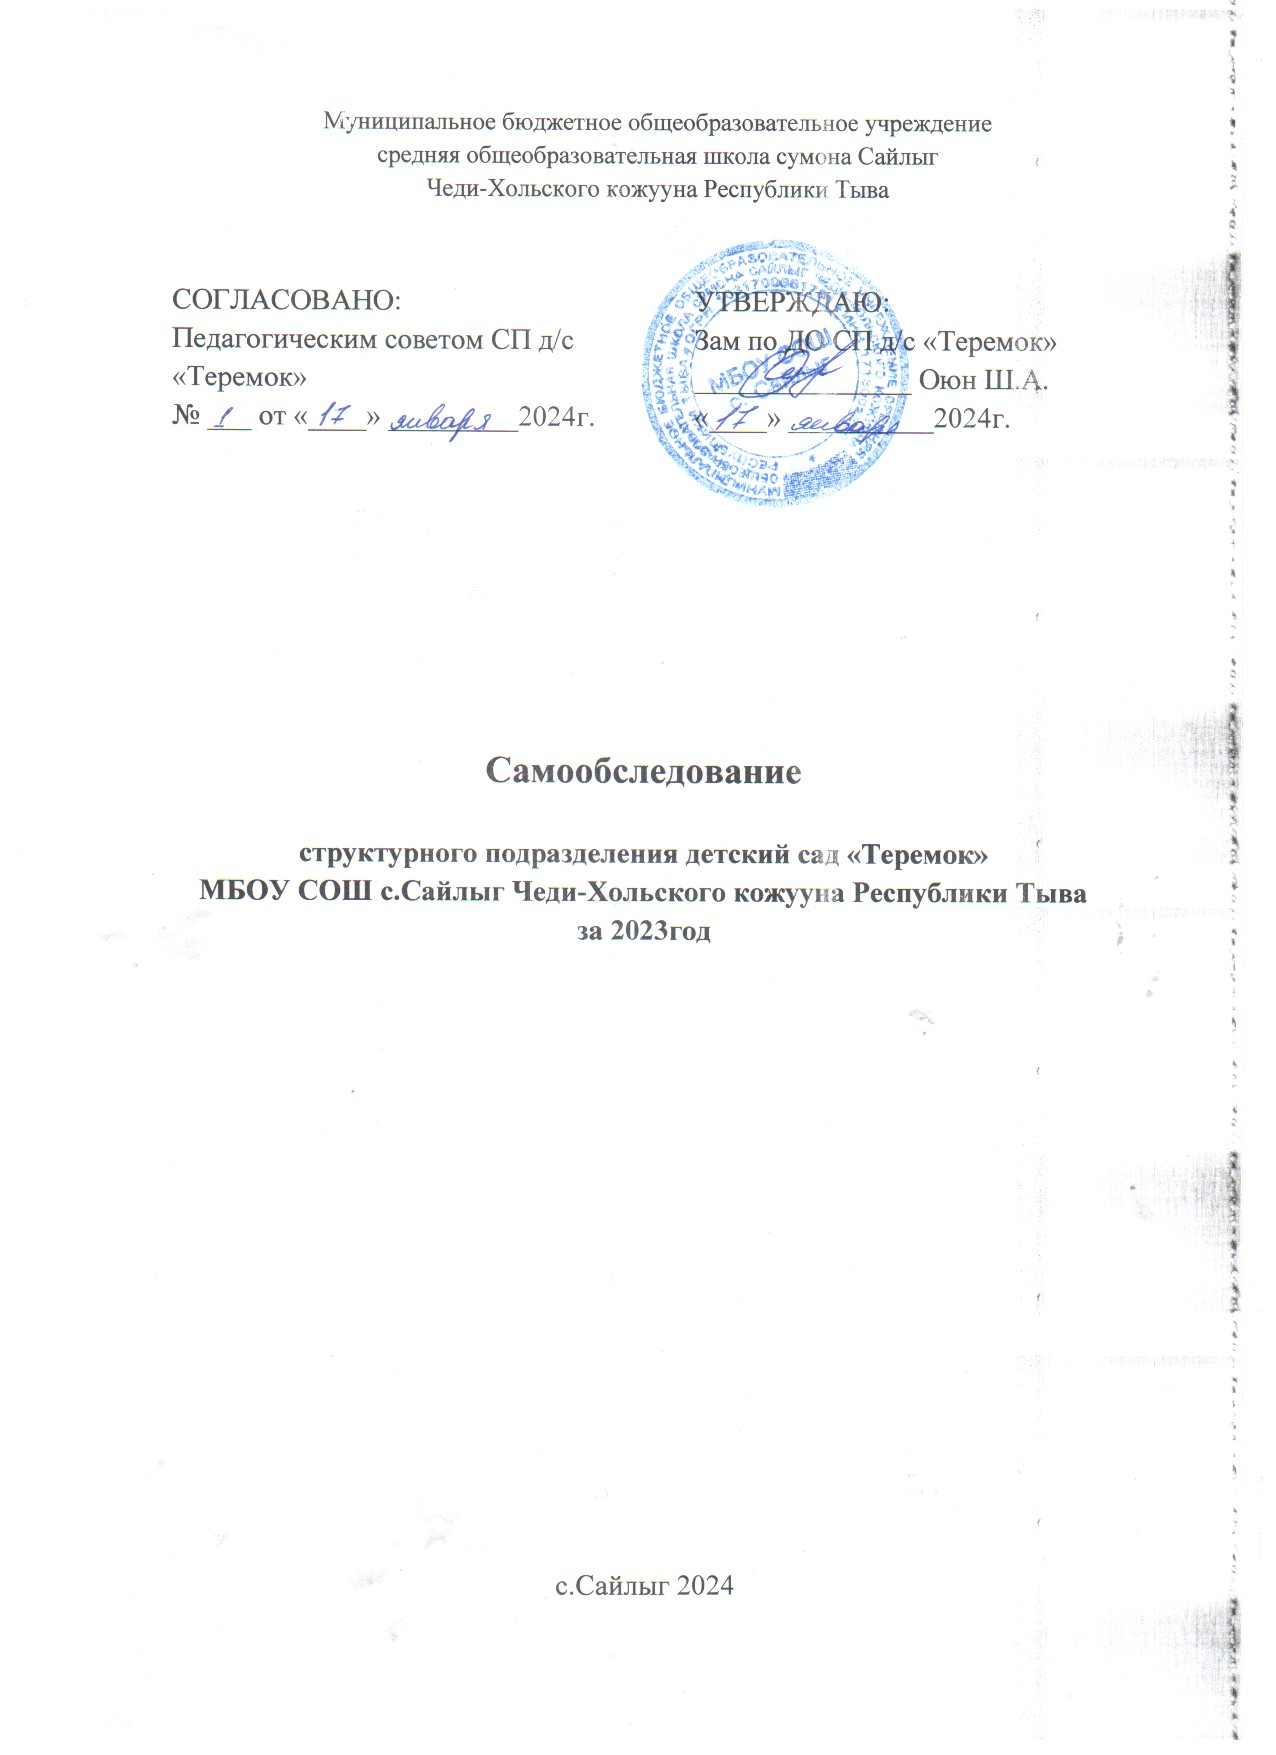 Муниципальное бюджетное общеобразовательное учреждение
средняя общеобразовательная школа сумона Сайлыг
Чеди-Хольского кожууна Республики Тыва
СОГЛАСОВАНО:
Педагогическим советом СП д/с
«Теремок»
№ 1 от «17» января 2024г.
УТВЕРЖДАЮ:
Зам по ДО СП д/с «Теремок»
Оюн Ш.А.
«17» января 2024г.
МБОУ СОШ
Самообследование
структурного подразделения детский сад «Теремок»
МБОУ СОШ с.Сайлыг Чеди-Хольского кожууна Республики Тыва
за 2023год
с.Сайлыг 2024